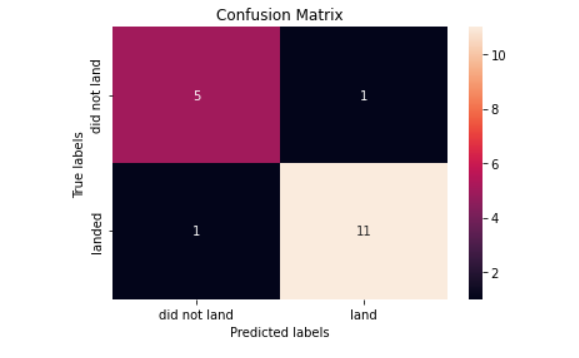 Confusion Matrix
True labels
did not land
landed
5 1
1 11
did not land land
Predicted labels
10
8
6
4
2